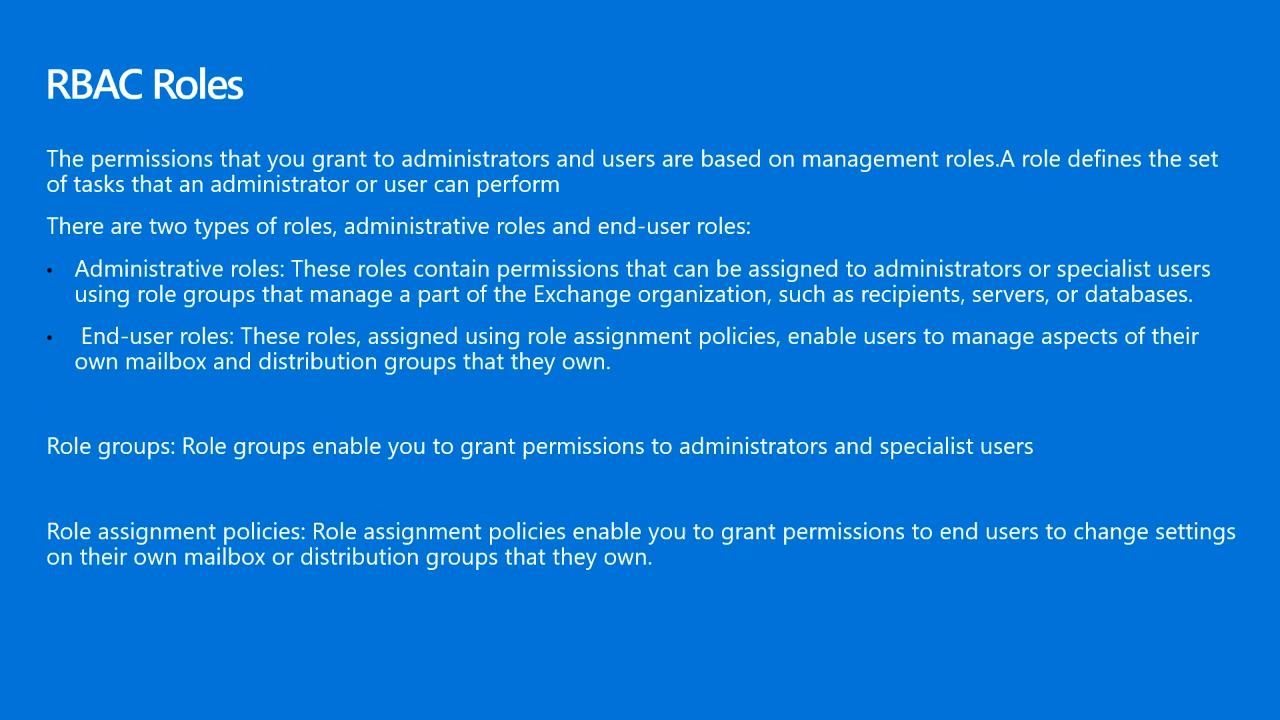 RBAC Roles
The permissions that you grant to administrators and users are based on management roles.A role defines the set
of tasks that an administrator or user can perform
There are two types of roles, administrative roles and end-user roles:
• Administrative roles: These roles contain permissions that can be assigned to administrators or specialist users
using role groups that manage a part of the Exchange organization, such as recipients, servers, or databases.
• End-user roles: These roles, assigned using role assignment policies, enable users to manage aspects of their
own mailbox and distribution groups that they own.
Role groups: Role groups enable you to grant permissions to administrators and specialist users
Role assignment policies: Role assignment policies enable you to grant permissions to end users to change settings
on their own mailbox or distribution groups that they own.